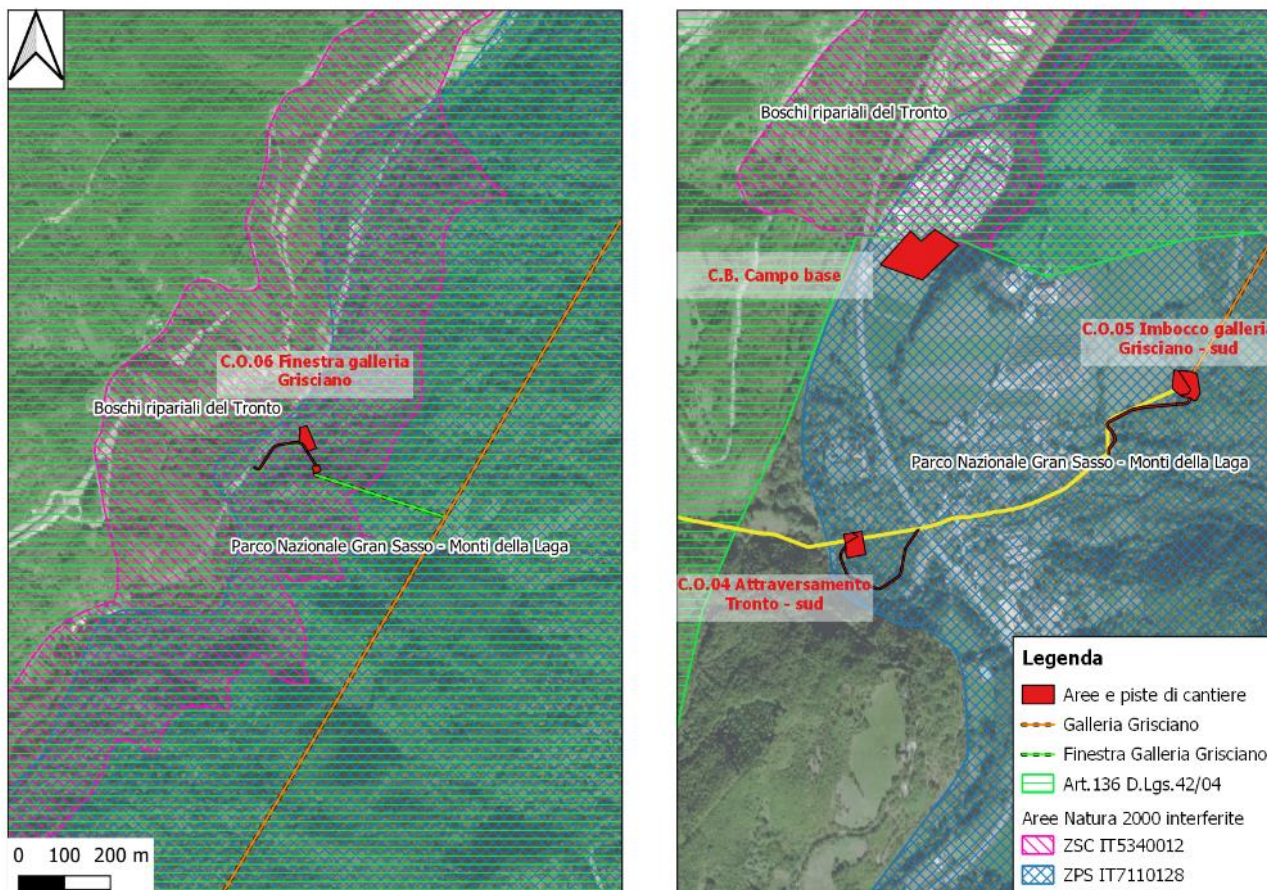 C.O.06 Finestra galleria
Grisciano
Boschi ripariali del Tronto
Parco Nazionale Gran Sasso - Monti della Laga
0 100 200 m
Boschi ripariali del Tronto
C.B. Campo base
C.O.05 Imbocco galleria
Grisciano - sud
Parco Nazionale Gran Sasso - Monti della Laga
C.O.04 Attraversamento
Tronto - sud
Legenda
Aree e piste di cantiere
Galleria Grisciano
Finestra Galleria Grisciano
Art.136 D.Lgs.42/04
Aree Natura 2000 interferite
ZSC IT5340012
ZPS IT7110128